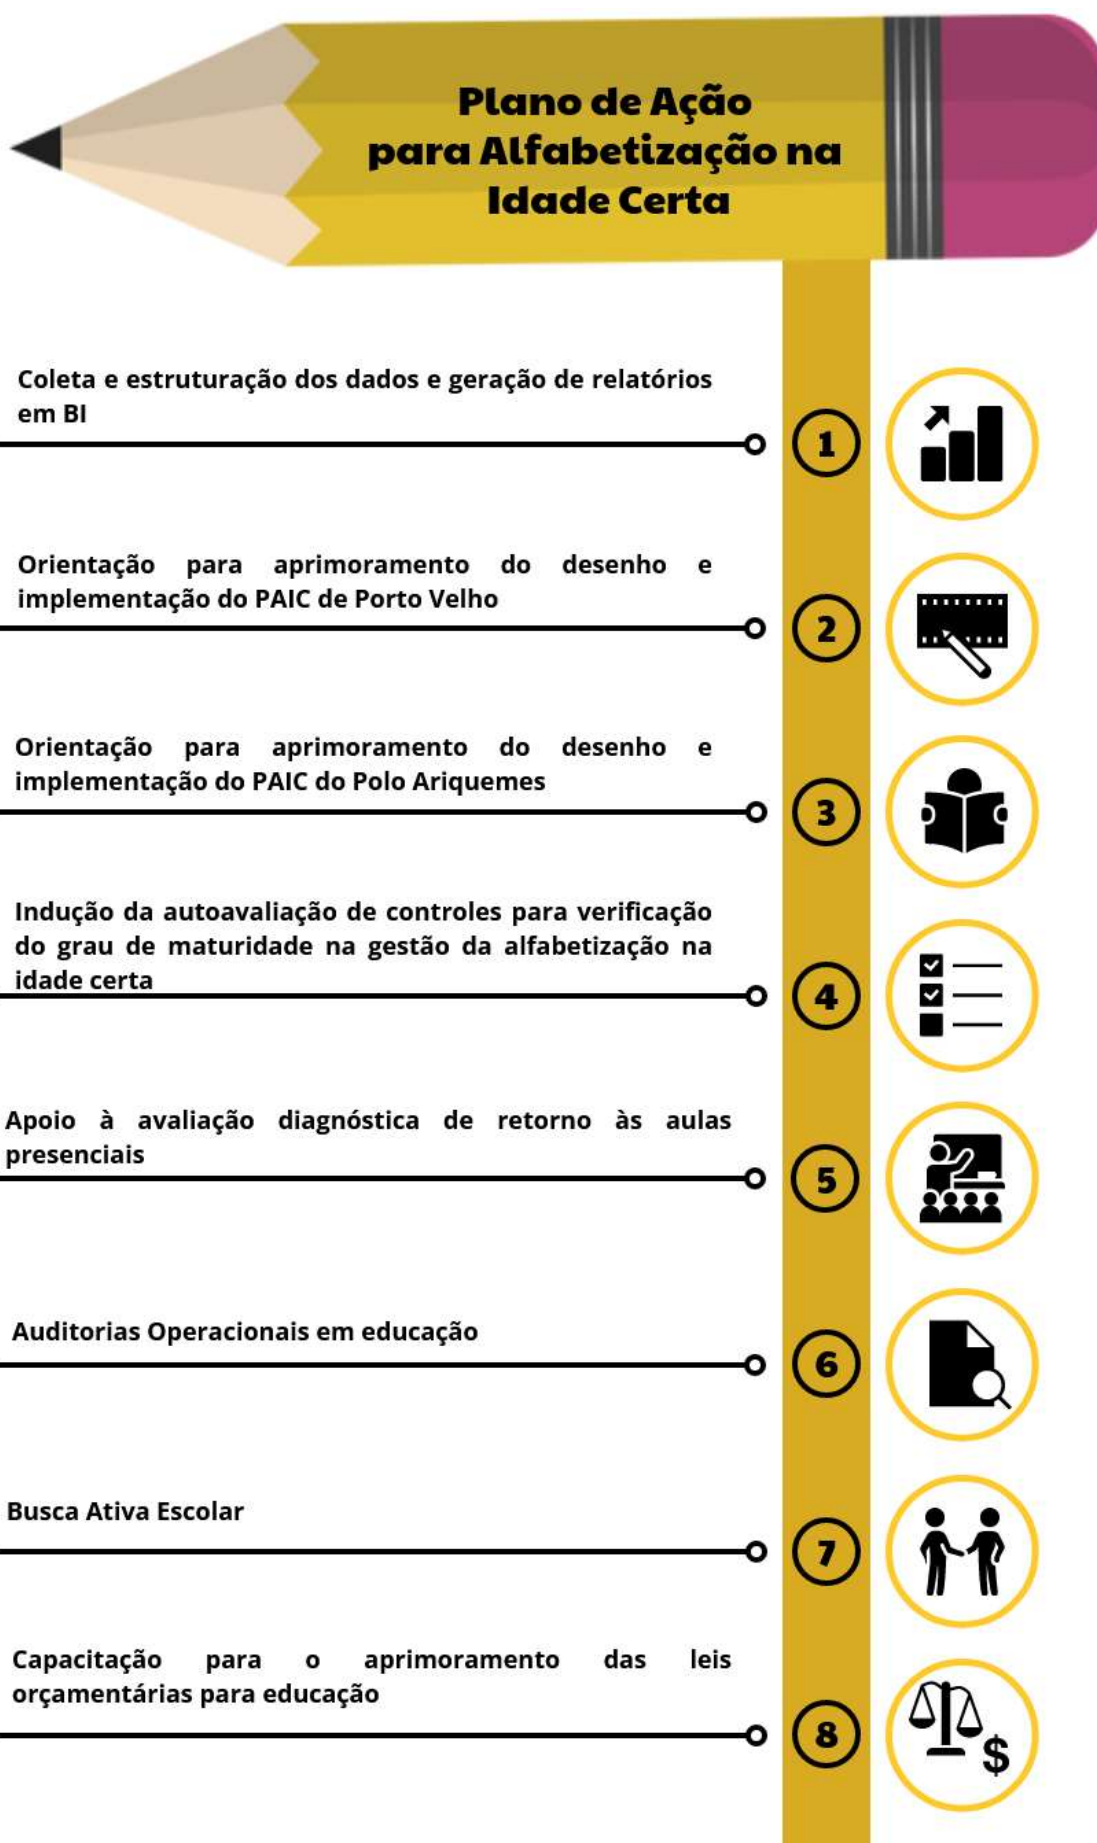 Plano de Ação
para Alfabetização na
Idade Certa
Coleta e estruturação dos dados e geração de relatórios
em BI
1
Orientação para aprimoramento do desenho e
implementação do PAIC de Porto Velho
2
Orientação para aprimoramento do desenho e
implementação do PAIC do Polo Ariquemes
3
Indução da autoavaliação de controles para verificação
do grau de maturidade na gestão da alfabetização na
idade certa
4
Apoio à avaliação diagnóstica de retorno às aulas
presenciais
5
Auditorias Operacionais em educação
6
Busca Ativa Escolar
7
Capacitação para o aprimoramento das leis
orçamentárias para educação
8
$